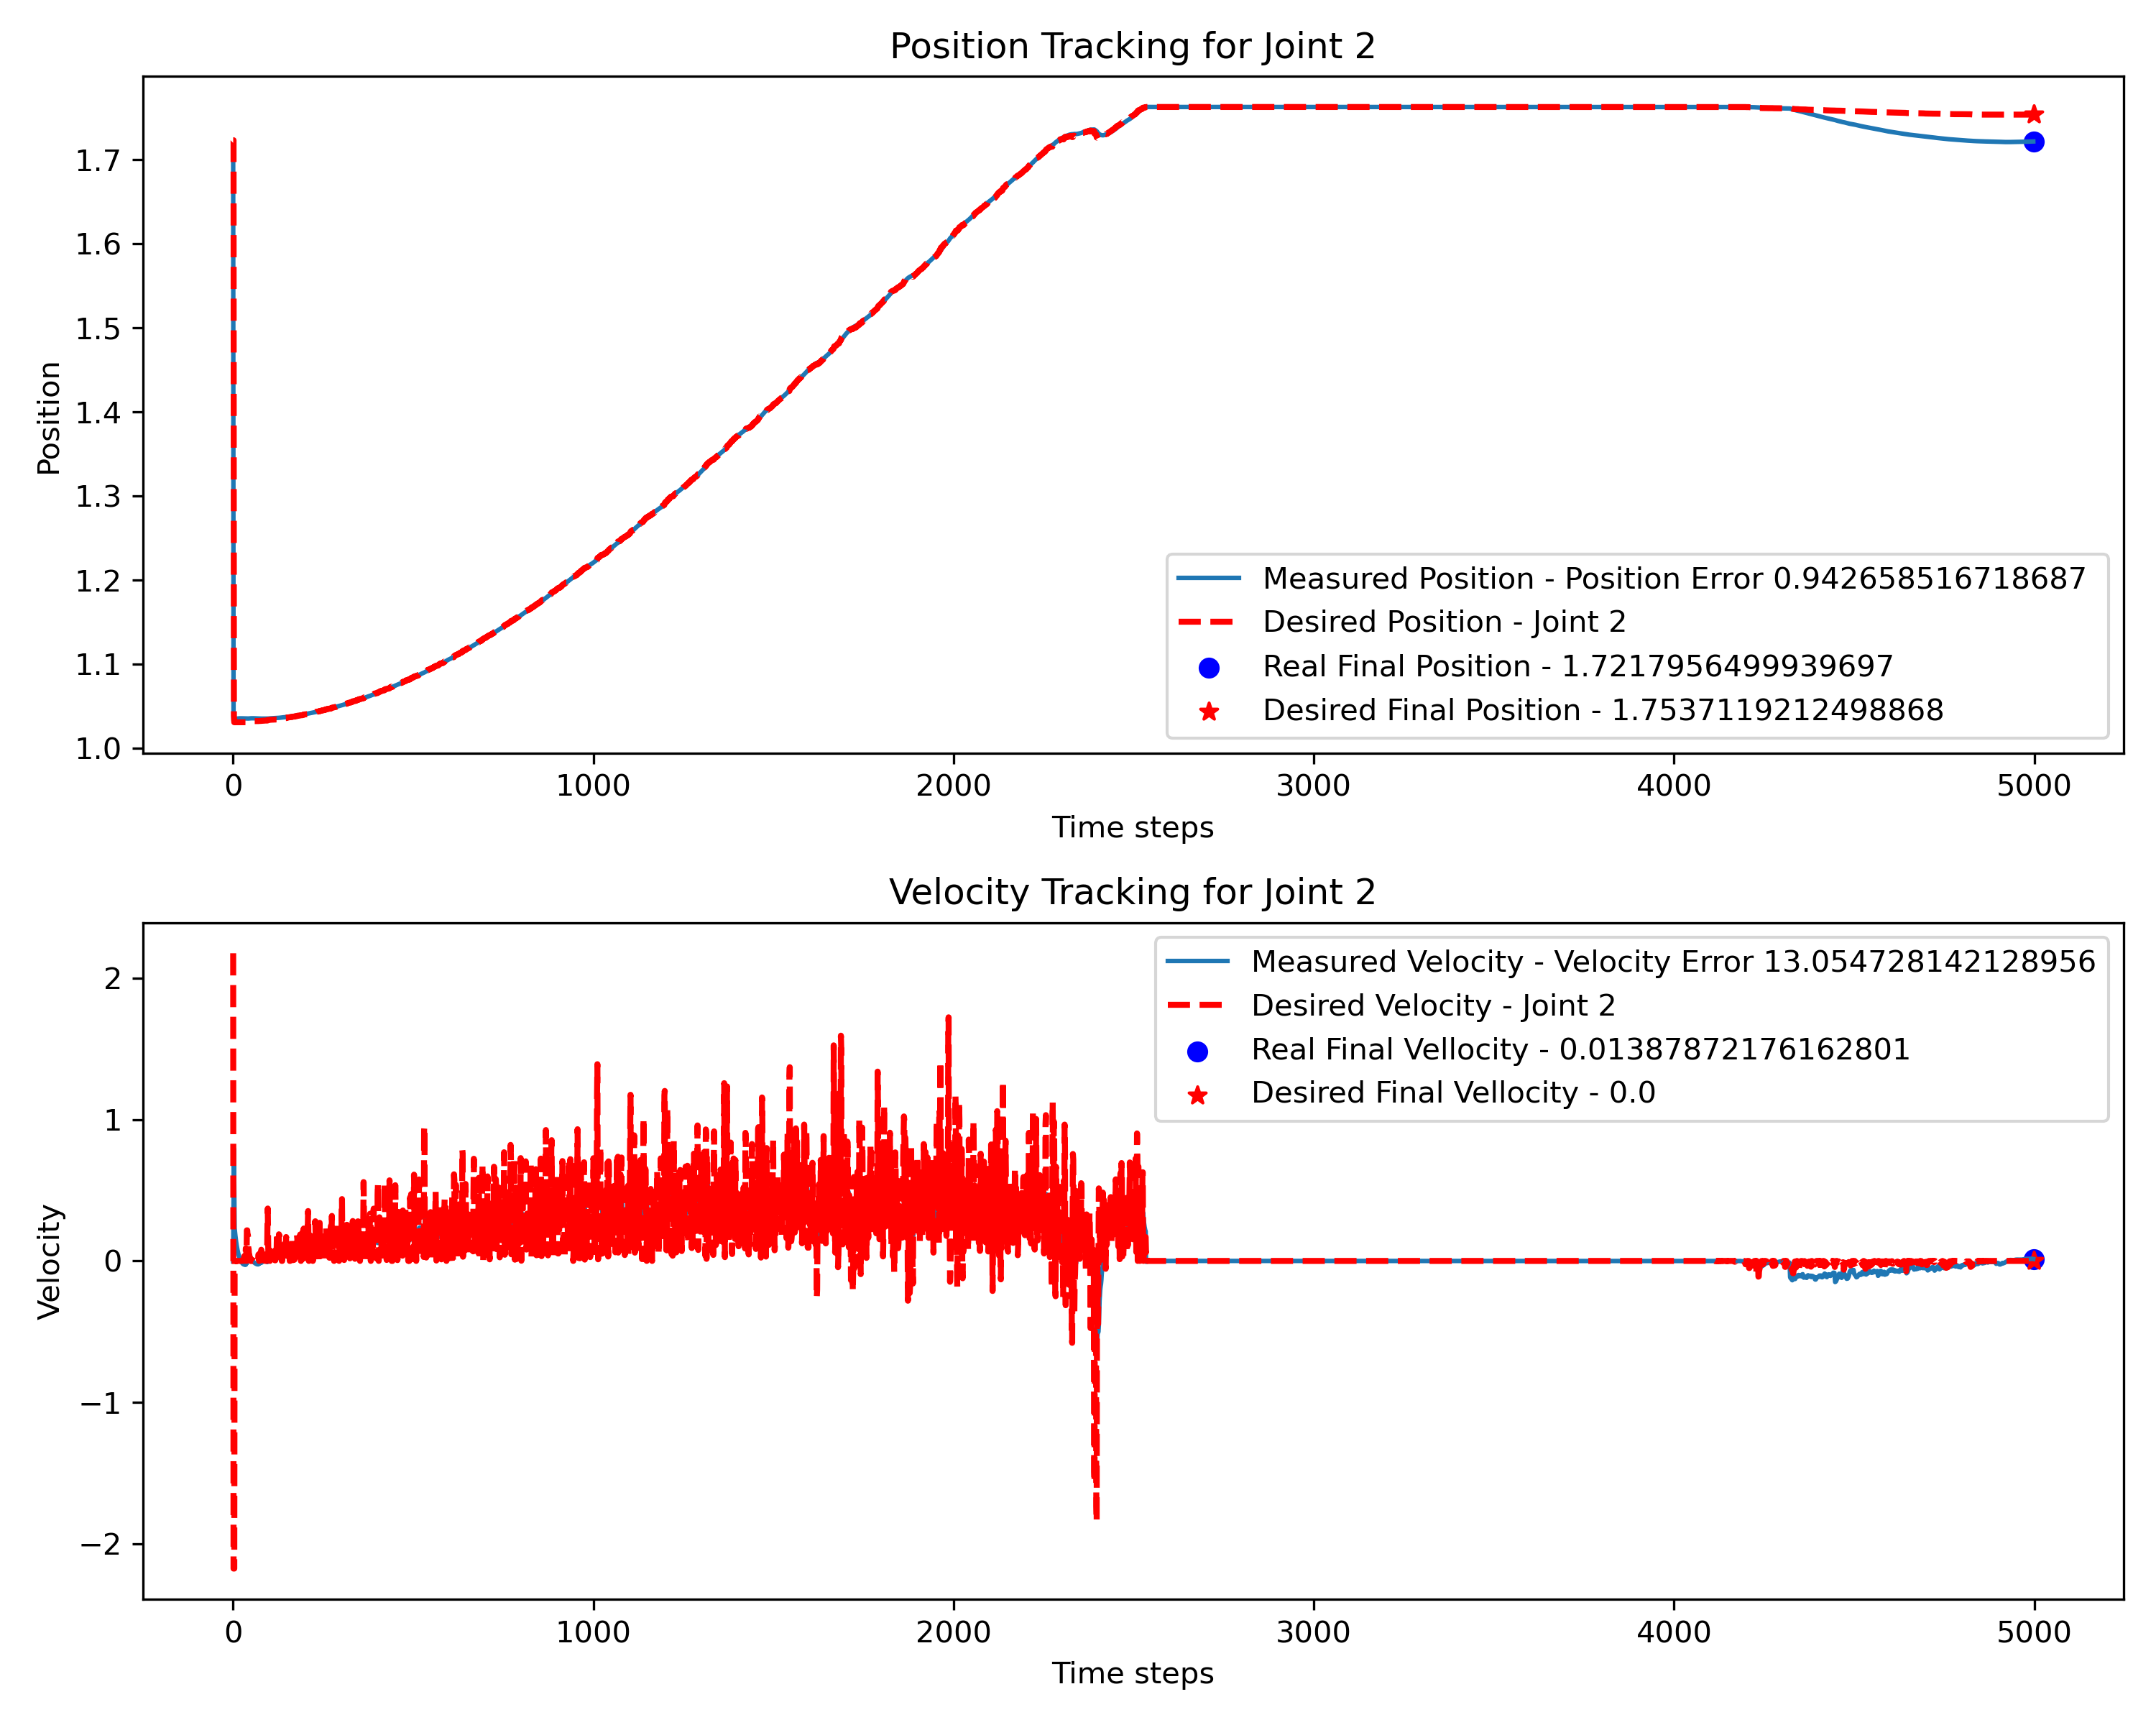 Position Tracking for Joint 2
Position
1.7
1.6
1.5
1.4
1.3
1.2
1.1
1.0
Measured Position - Position Error 0.942658516718687
Desired Position - Joint 2
Real Final Position - 1.7217956499939697
Desired Final Position - 1.7537119212498868
0 1000 2000 3000 4000 5000
Time steps
Velocity Tracking for Joint 2
Velocity
2
1
0
−1
−2
Measured Velocity - Velocity Error 13.054728142128956
Desired Velocity - Joint 2
Real Final Vellocity - 0.01387872176162801
Desired Final Vellocity - 0.0
0 1000 2000 3000 4000 5000
Time steps